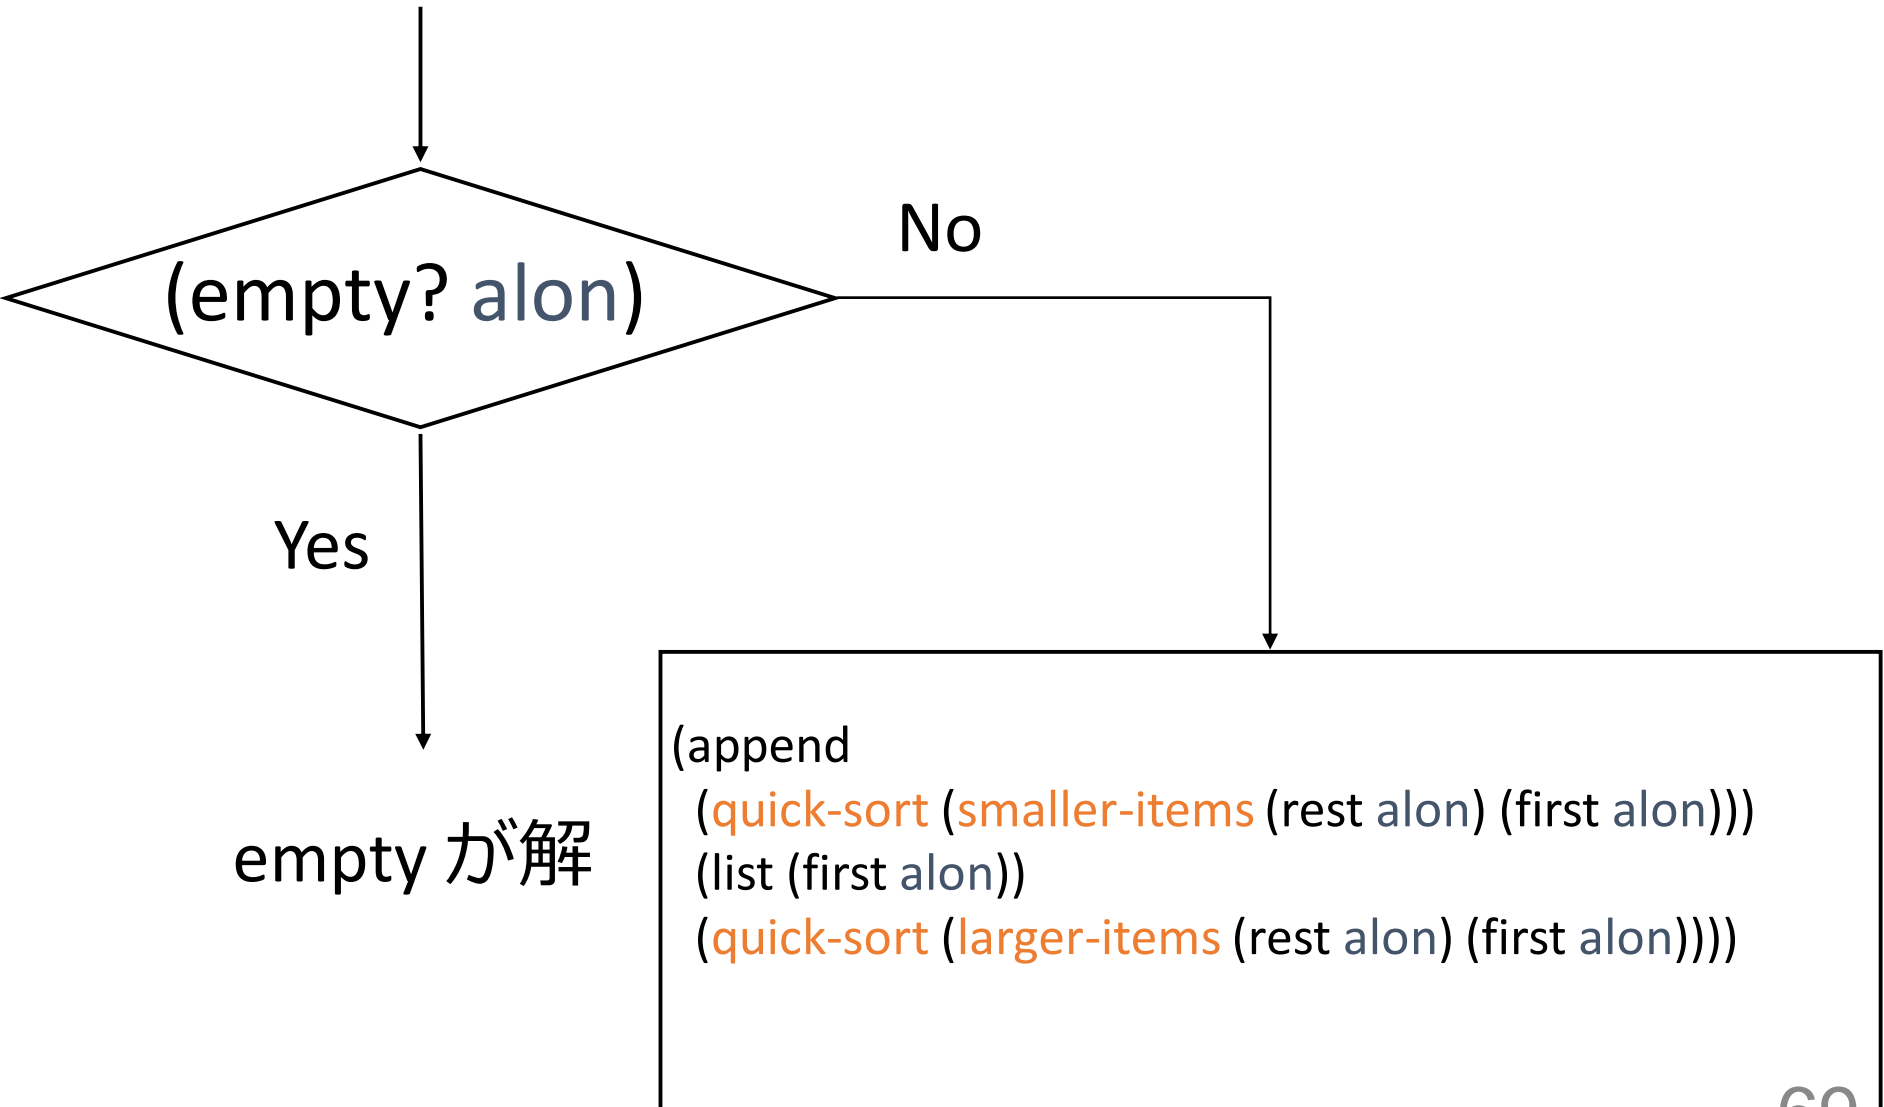 No
(empty? alon)
Yes
empty が解
(append
(quick-sort (smaller-items (rest alon) (first alon)))
(list (first alon))
(quick-sort (larger-items (rest alon) (first alon))))